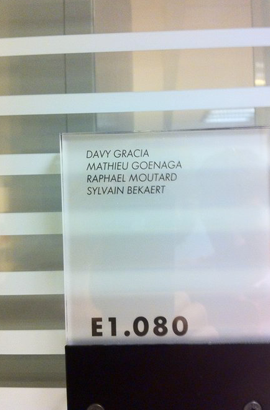 DAVY GRACIA
MATHIEU GOENAGA
RAPHAEL MOUTARD
SYLVAIN BEKAERT
E1.080